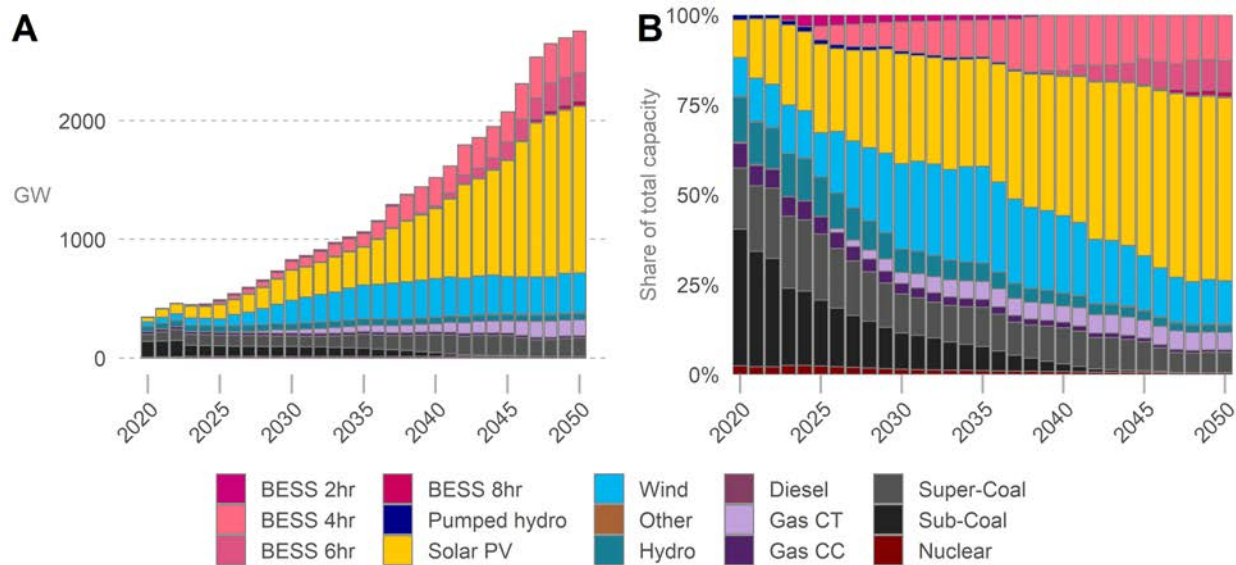 A
GW
2000
1000
0
2020
2025
2030
2035
2040
2045
2050
B
Share of total capacity
100%
75%
50%
25%
0%
2020
2025
2030
2035
2040
2045
2050
BESS 2hr
BESS 4hr
BESS 6hr
BESS 8hr
Pumped hydro
Solar PV
Wind
Other
Hydro
Diesel
Gas CT
Gas CC
Super-Coal
Sub-Coal
Nuclear